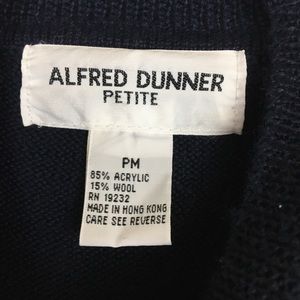 ALFRED DUNNER
PETITE
PM
85% ACRYLIC
15% WOOL
RN 19232
MADE IN HONG KONG
CARE SEE REVERSE